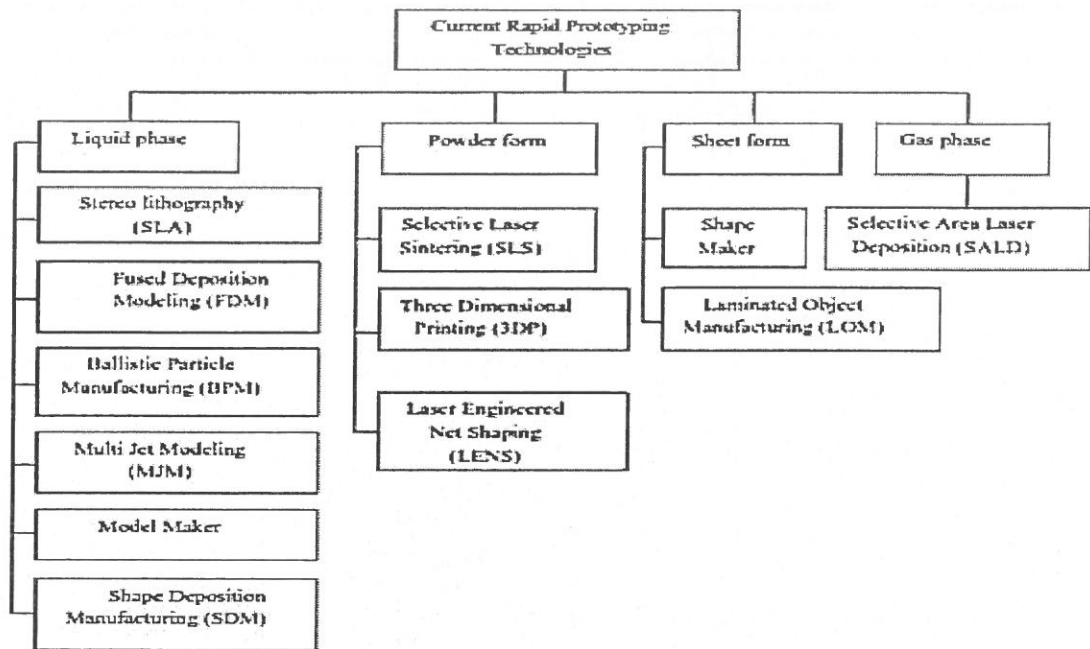 Current Rapid Prototyping
Technologies
Liquid phase
Powder form
Sheet form
Gas phase
Stereo lithography
(SLA)
Fused Deposition
Modeling (FDM)
Ballistic Particle
Manufacturing (BPM)
Multi Jet Modeling
(MJM)
Model Maker
Shape Deposition
Manufacturing (SDM)
Selective Laser
Sintering (SLS)
Three Dimensional
Printing (3DP)
Laser Engineered
Net Shaping
(LENS)
Shape
Maker
Laminated Object
Manufacturing (LOM)
Selective Area Laser
Deposition (SALD)